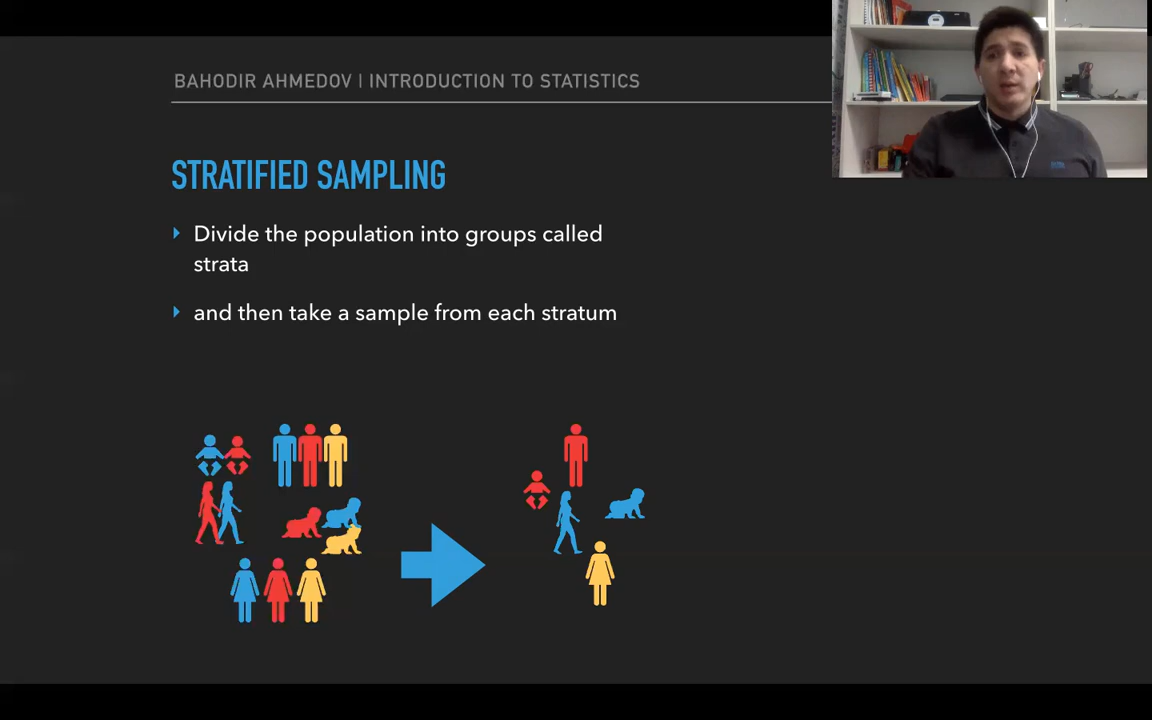 BAHODIR AHMEDOV | INTRODUCTION TO STATISTICS
STRATIFIED SAMPLING
Divide the population into groups called
strata
and then take a sample from each stratum